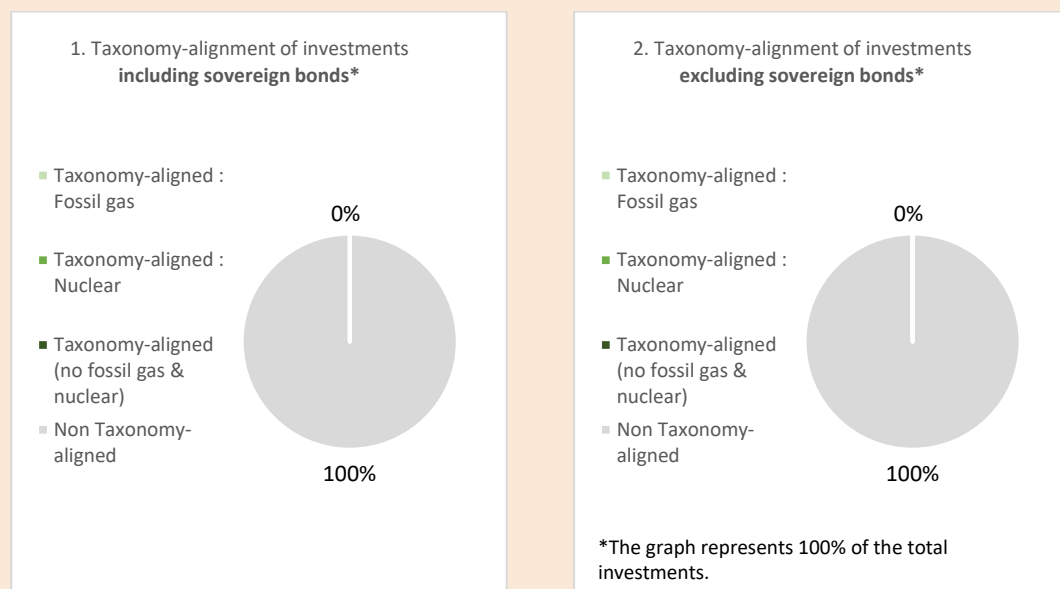 1. Taxonomy-alignment of investments
including sovereign bonds*
Taxonomy-aligned :
Fossil gas
Taxonomy-aligned :
Nuclear
Taxonomy-aligned
(no fossil gas &
nuclear)
Non Taxonomy-
aligned
0%
100%
2. Taxonomy-alignment of investments
excluding sovereign bonds*
Taxonomy-aligned :
Fossil gas
Taxonomy-aligned :
Nuclear
Taxonomy-aligned
(no fossil gas &
nuclear)
Non Taxonomy-
aligned
0%
100%
*The graph represents 100% of the total
investments.